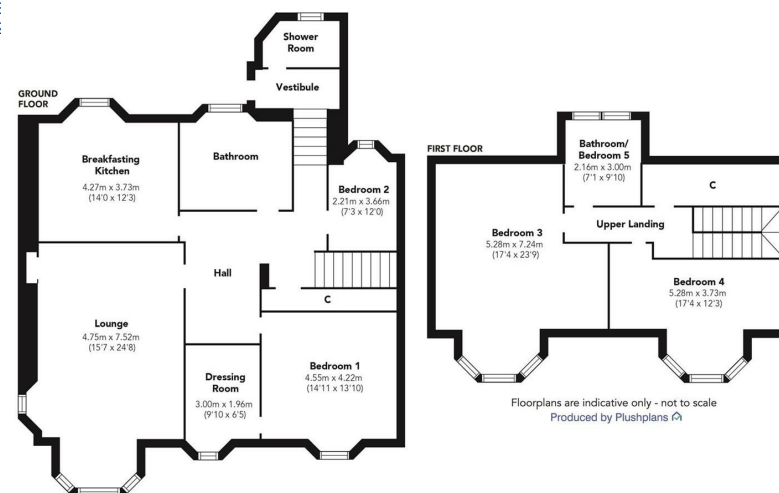 GROUND
FLOOR
Shower
Room
Vestibule
Breakfasting
Kitchen
4.27m x 3.73m
(14'0 x 12'3)
Bathroom
Bedroom 2
2.21m x 3.66m
(7'3 x 12'0)
Hall
C
Lounge
4.75m x 7.52m
(15'7 x 24'8)
Dressing
Room
3.00m x 1.96m
(9'10 x 6'5)
Bedroom 1
4.55m x 4.22m
(14'11 x 13'10)
FIRST FLOOR
Bathroom/
Bedroom 5
2.16m x 3.00m
(7'1 x 9'10)
C
Upper Landing
Bedroom 3
5.28m x 7.24m
(17'4 x 23'9)
Bedroom 4
5.28m x 3.73m
(17'4 x 12'3)
Floorplans are indicative only - not to scale
Produced by Plushplans